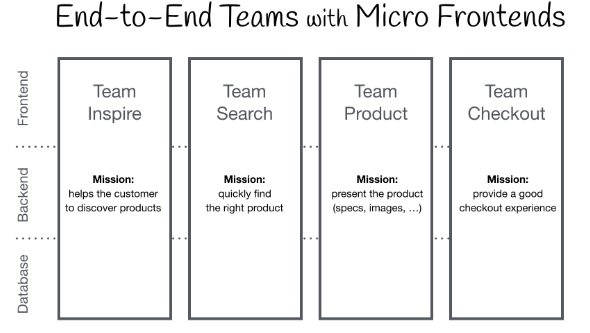 End-to-End Teams with Micro Frontends
Frontend
Team
Inspire
Team
Search
Team
Product
Team
Checkout
Backend
Mission:
helps the customer
to discover products
Mission:
quickly find
the right product
Mission:
present the product
(specs, images, ...)
Mission:
provide a good
checkout experience
Database